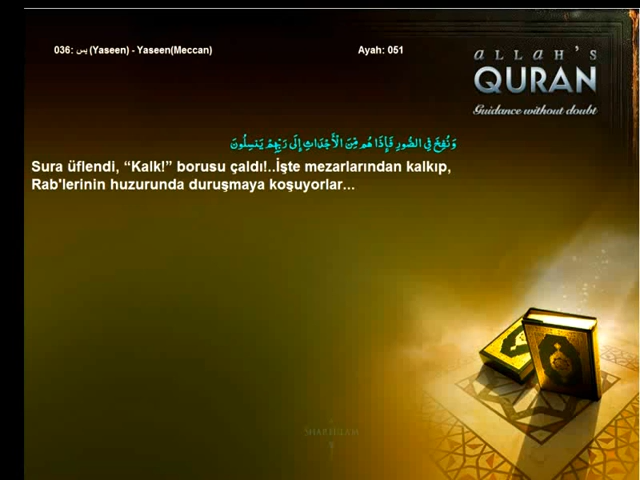 036: يس (Yaseen) - Yaseen(Meccan) Ayah: 051
ALLAH'S
QURAN
Guidance without doubt
وَنُفِخَ فِي الصُّورِ فَإِذَا هُم مِّنَ الْأَجْدَاثِ إِلَىٰ رَبِّهِمْ يَنسِلُونَ
Sura üflendi, “Kalk!” borusu çaldı!..İşte mezarlarından kalkıp,
Rab'lerinin huzurunda duruşmaya koşuyorlar...